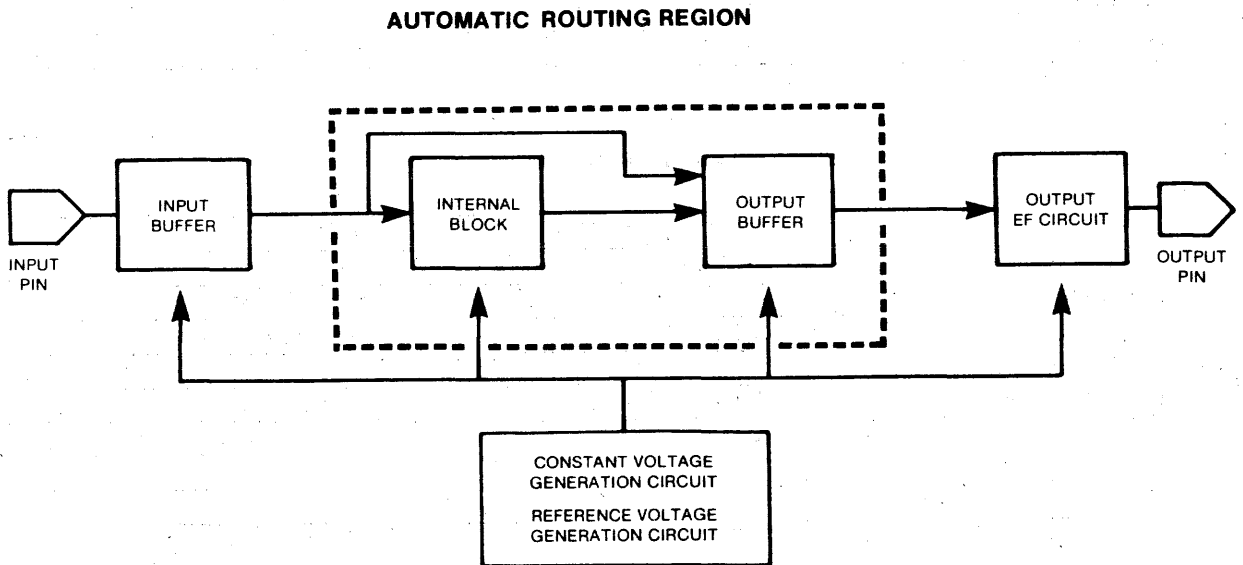 AUTOMATIC ROUTING REGION
INPUT
BUFFER
INTERNAL
BLOCK
OUTPUT
BUFFER
OUTPUT
EF CIRCUIT
INPUT
PIN
OUTPUT
PIN
CONSTANT VOLTAGE
GENERATION CIRCUIT
REFERENCE VOLTAGE
GENERATION CIRCUIT